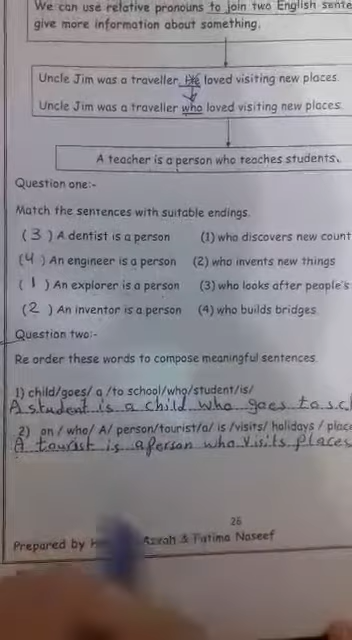 We can use relative pronouns to join two English sente
give more information about something.
Uncle Jim was a traveller. He loved visiting new places.
Uncle Jim was a traveller who loved visiting new places.
A teacher is a person who teaches students.
Question one:-
Match the sentences with suitable endings.
( 3 ) A dentist is a person (1) who discovers new count
( 4 ) An engineer is a person (2) who invents new things
( 1 ) An explorer is a person (3) who looks after people's
( 2 ) An inventor is a person (4) who builds bridges.
Question two:-
Re order these words to compose meaningful sentences.
1) child/goes/ a /to school/who/student/is/
A student is a child who goes to scl
2) on / who/ A/ person/tourist/a/ is /visits/ holidays / place
A tourist is a person who visits places
26
Prepared by Azzah & Fatima Naseef